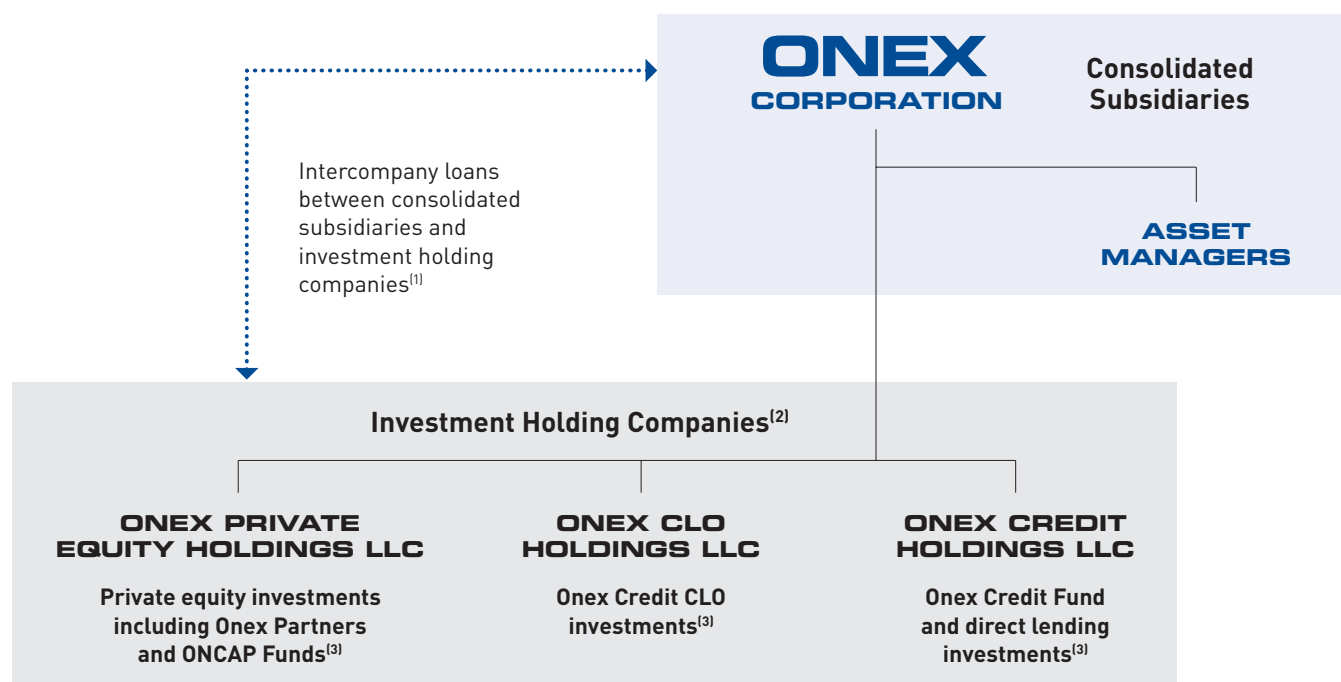 ONEX
CORPORATION
Consolidated
Subsidiaries
Intercompany loans
between consolidated
subsidiaries and
investment holding
companies(1)
ASSET
MANAGERS
Investment Holding Companies(2)
ONEX PRIVATE
EQUITY HOLDINGS LLC
Private equity investments
including Onex Partners
and ONCAP Funds(3)
ONEX CLO
HOLDINGS LLC
Onex Credit CLO
investments(3)
ONEX CREDIT
HOLDINGS LLC
Onex Credit Fund
and direct lending
investments(3)